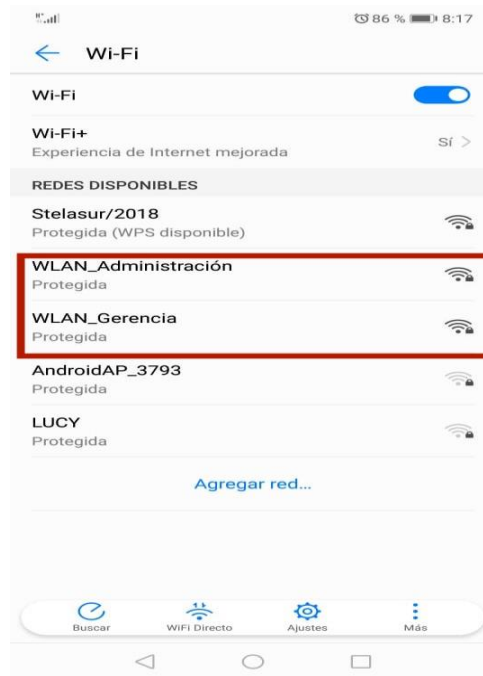 86 % 8:17
Wi-Fi
Wi-Fi
Wi-Fi+
Experiencia de Internet mejorada
Sí
REDES DISPONIBLES
Stelasur/2018
Protegida (WPS disponible)
WLAN_Administración
Protegida
WLAN_Gerencia
Protegida
AndroidAP_3793
Protegida
LUCY
Protegida
Agregar red...
Buscar WiFi Directo Ajustes Más